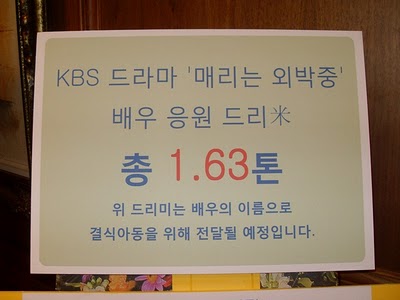 KBS 드라마 '매리는 외박중'
배우 응원 드리米
총 1.63톤
위 드리미는 배우의 이름으로
결식아동을 위해 전달될 예정입니다.